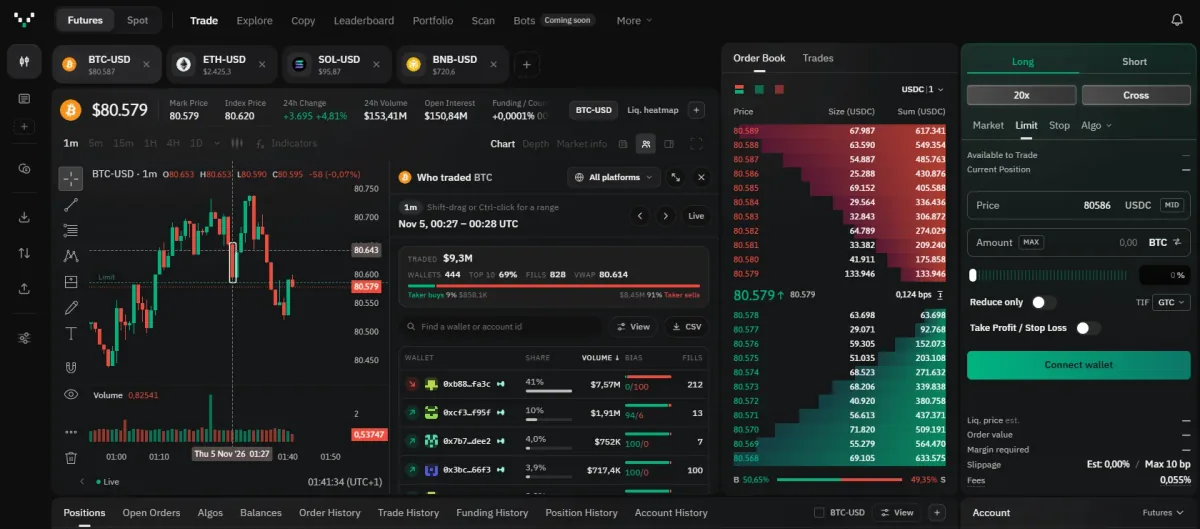 Futures Spot Trade Explore Copy Leaderboard Portfolio Scan Bots Coming soon More
BTC-USD
$80.587
ETH-USD
$2.425,3
SOL-USD
$95,87
BNB-USD
$720,6
$80.579
Mark Price
80.579
Index Price
80.620
24h Change
+3.695 +4,81%
24h Volume
$153,41M
Open Interest
$150,84M
Funding / Coun
+0,0001% 00
BTC-USD Liq. heatmap
1m 5m 15m 1H 4H 1D Indicators
Chart Depth Market info
BTC-USD · 1m O80.653 H80.653 L80.590 C80.595 -58 (-0,07%)
80.750
80.700
80.643
80.600
80.579
80.550
80.500
80.450
Limit
Volume 0,82541
2
0,53747
01:00 01:10 Thu 5 Nov '26 01:27 01:40 01:50
Live 01:41:34 (UTC+1)
Who traded BTC
All platforms
1m Shift-drag or Ctrl-click for a range
Nov 5, 00:27 – 00:28 UTC
Live
TRADED $9,3M
WALLETS 444 TOP 10 69% FILLS 828 VWAP 80.614
Taker buys 9% $858,1K $8,45M 91% Taker sells
Find a wallet or account id
View CSV
WALLET SHARE VOLUME ↓ BIAS FILLS
0xb88…fa3c 41% $7,57M 0/100 212
0xcf3…f95f 10% $1,91M 94/6 13
0x7b7…dee2 4,0% $752K 100/0 7
0x3bc…66f3 3,9% $717,4K 100/0 100
Order Book Trades
USDC | 1
Price Size (USDC) Sum (USDC)
80.589 67.987 617.341
80.588 63.590 549.354
80.587 54.887 485.763
80.586 25.288 430.876
80.585 69.152 405.588
80.584 29.564 336.436
80.583 32.843 306.872
80.582 64.789 274.029
80.581 33.382 209.240
80.580 41.911 175.858
80.579 133.946 133.946
80.579↑ 80.579 0,124 bps
80.578 63.698 63.698
80.577 29.071 92.768
80.576 59.305 152.073
80.575 51.035 203.108
80.574 68.523 271.632
80.573 68.206 339.838
80.572 40.920 380.758
80.571 56.613 437.371
80.570 71.820 509.191
80.569 55.279 564.470
80.568 69.105 633.575
B 50,65% 49,35% S
Long Short
20x Cross
Market Limit Stop Algo
Available to Trade —
Current Position —
Price 80586 USDC MID
Amount MAX 0,00 BTC
0 %
Reduce only TIF GTC
Take Profit / Stop Loss
Connect wallet
Liq. price est. —
Order value —
Margin required —
Slippage Est: 0,00% / Max 10 bp
Fees 0,055%
Positions Open Orders Algos Balances Order History Trade History Funding History Position History Account History
BTC-USD View
Account Futures